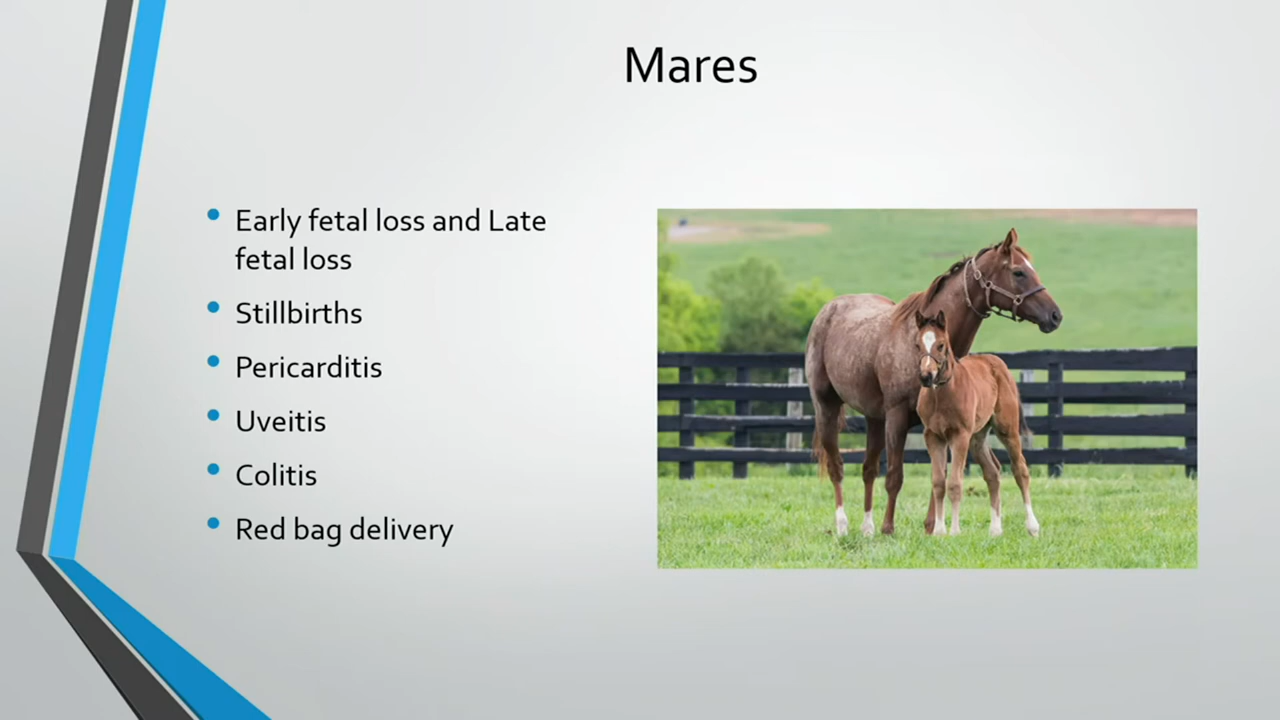 Mares
• Early fetal loss and Late
fetal loss
• Stillbirths
• Pericarditis
• Uveitis
• Colitis
• Red bag delivery